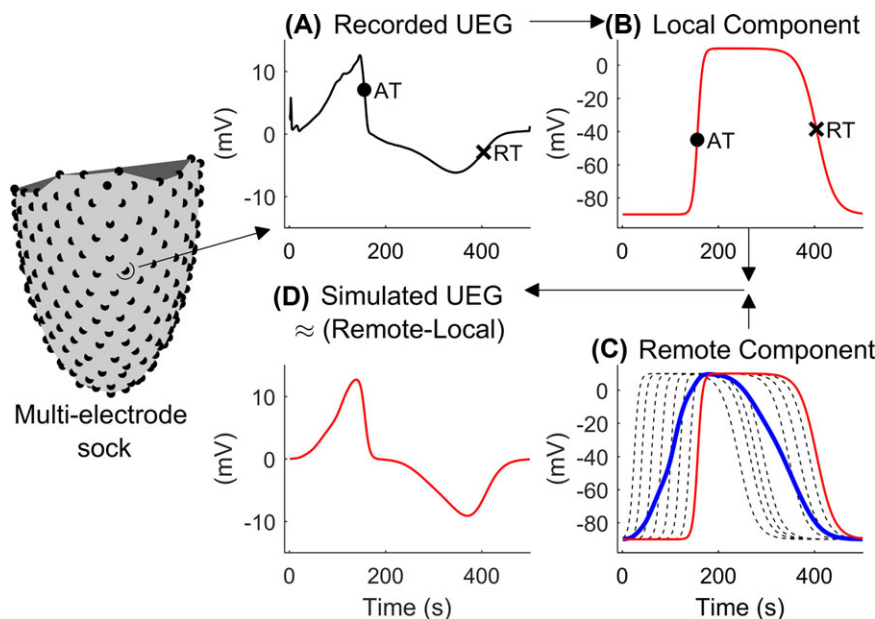 (A) Recorded UEG
(mV)
10
0
-10
AT
RT
0
200
400
(B) Local Component
(mV)
0
-20
-40
-60
-80
AT
RT
0
200
400
Time (s)
Multi-electrode
sock
(D) Simulated UEG
≈ (Remote-Local)
(mV)
10
0
-10
0
200
400
Time (s)
(C) Remote Component
(mV)
0
-20
-40
-60
-80
0
200
400
Time (s)